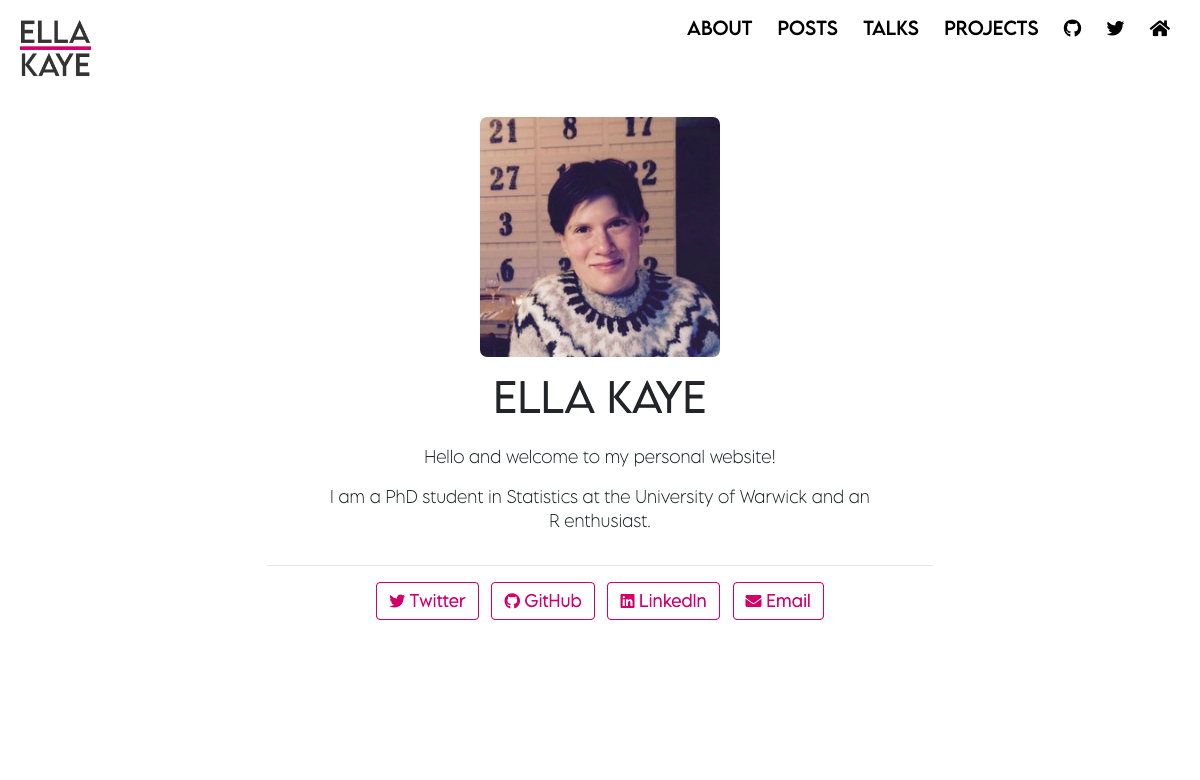 ELLA
KAYE
ABOUT POSTS TALKS PROJECTS
21 8 17
27 22
3
6 2
ELLA KAYE
Hello and welcome to my personal website!
I am a PhD student in Statistics at the University of Warwick and an
R enthusiast.
Twitter GitHub LinkedIn Email